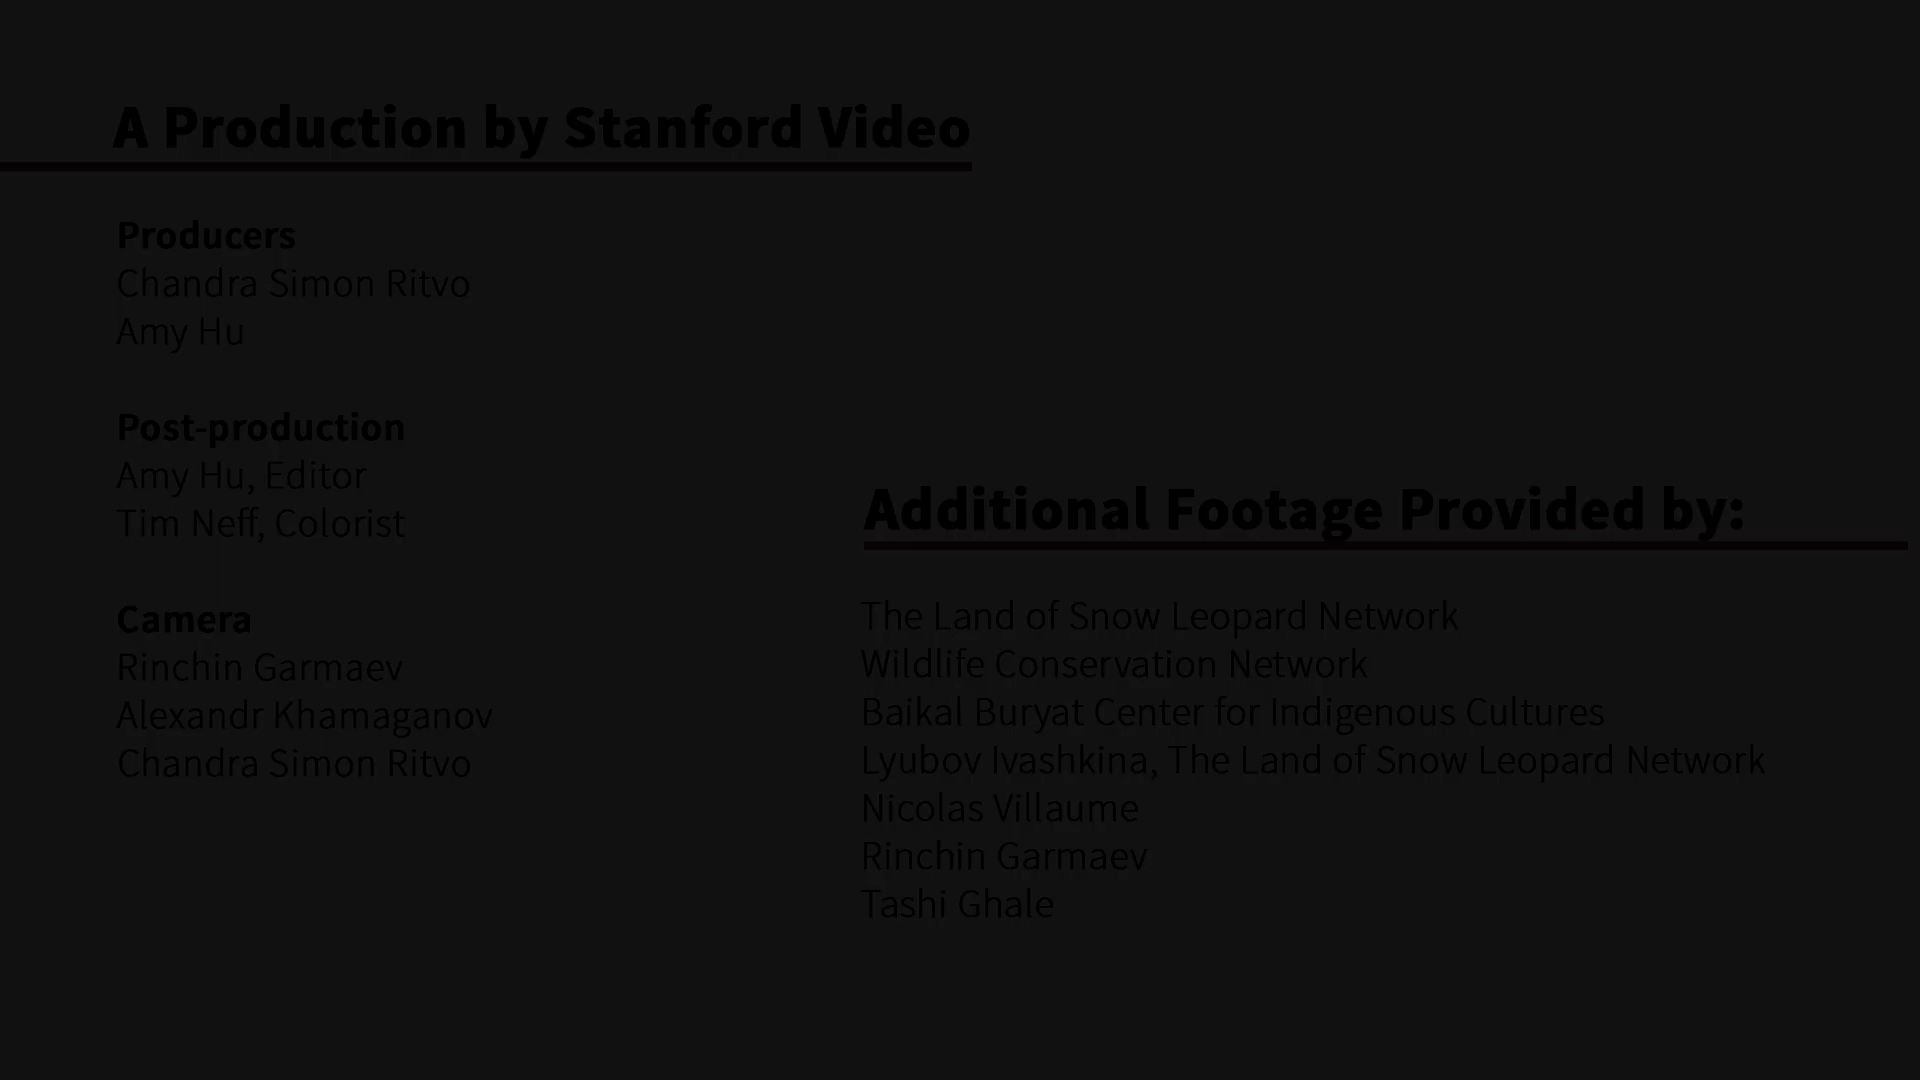 A Production by Stanford Video
Producers
Chandra Simon Ritvo
Amy Hu
Post-production
Amy Hu, Editor
Tim Neff, Colorist
Camera
Rinchin Garmaev
Alexandr Khamaganov
Chandra Simon Ritvo
Additional Footage Provided by:
The Land of Snow Leopard Network
Wildlife Conservation Network
Baikal Buryat Center for Indigenous Cultures
Lyubov Ivashkina, The Land of Snow Leopard Network
Nicolas Villaume
Rinchin Garmaev
Tashi Ghale